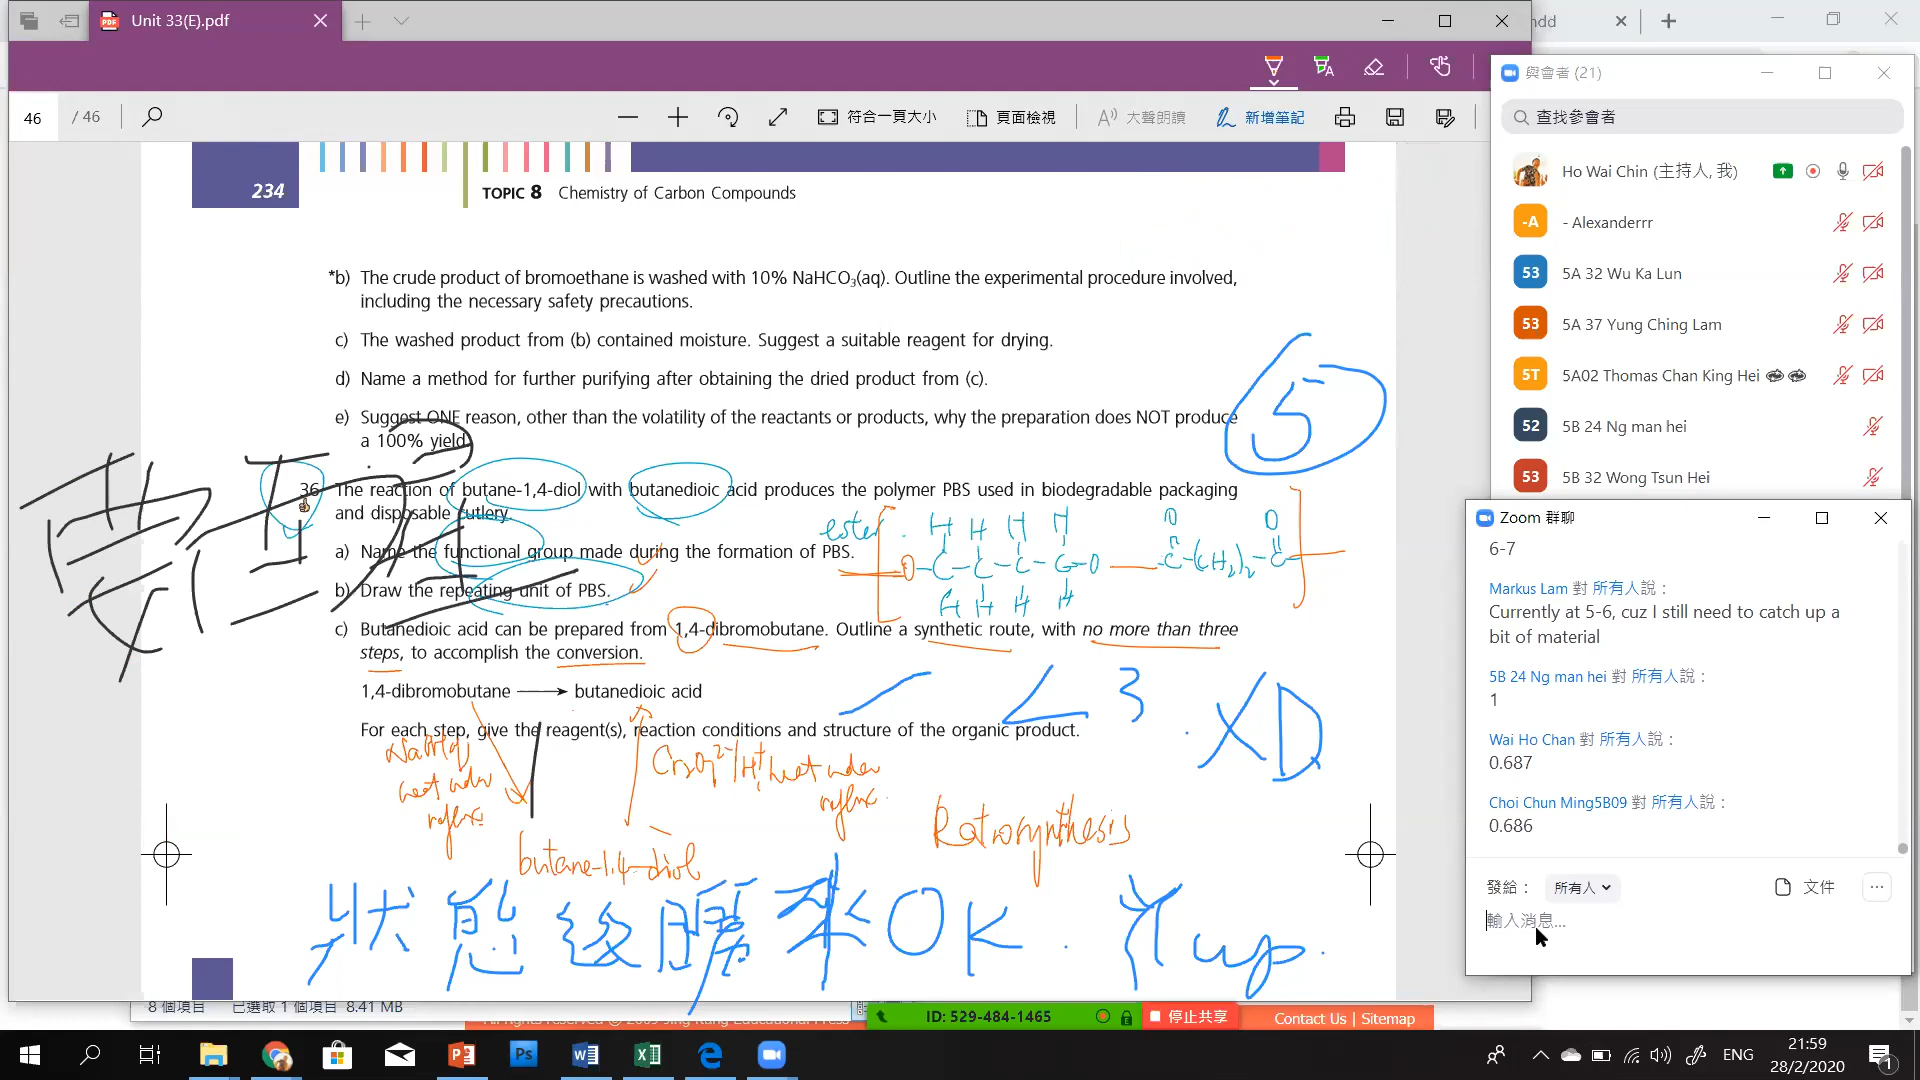 Unit 33(E).pdf
ndd
46 / 46
符合一頁大小
頁面檢視
大聲朗讀
新增筆記
234
TOPIC 8 Chemistry of Carbon Compounds
*b) The crude product of bromoethane is washed with 10% NaHCO₃(aq). Outline the experimental procedure involved,
including the necessary safety precautions.
c) The washed product from (b) contained moisture. Suggest a suitable reagent for drying.
d) Name a method for further purifying after obtaining the dried product from (c).
e) Suggest ONE reason, other than the volatility of the reactants or products, why the preparation does NOT produce
a 100% yield.
5
36 The reaction of butane-1,4-diol with butanedioic acid produces the polymer PBS used in biodegradable packaging
and disposable cutlery.
ester
H H H H O O
a) Name the functional group made during the formation of PBS.
O-C-C-C-C-O C-(CH₂)₂-C
b) Draw the repeating unit of PBS.
H H H H
c) Butanedioic acid can be prepared from 1,4-dibromobutane. Outline a synthetic route, with no more than three
steps, to accomplish the conversion.
1,4-dibromobutane → butanedioic acid
<3 XD
For each step, give the reagent(s), reaction conditions and structure of the organic product.
heat under
reflux
Cr₂O₇²⁻/H⁺, heat under
reflux
butane-1,4-diol
Retrosynthesis
OK.
up.
8 個項目 已選取 1 個項目 8.41 MB
ID: 529-484-1465
停止共享
Contact Us | Sitemap
與會者 (21)
查找參會者
Ho Wai Chin (主持人, 我)
-A - Alexanderrr
53 5A 32 Wu Ka Lun
53 5A 37 Yung Ching Lam
5T 5A02 Thomas Chan King Hei
52 5B 24 Ng man hei
53 5B 32 Wong Tsun Hei
Zoom 群聊
6-7
Markus Lam 對 所有人說：
Currently at 5-6, cuz I still need to catch up a
bit of material
5B 24 Ng man hei 對 所有人說：
1
Wai Ho Chan 對 所有人說：
0.687
Choi Chun Ming5B09 對 所有人說：
0.686
發給： 所有人
文件
輸入消息...
ENG
21:59
28/2/2020
1